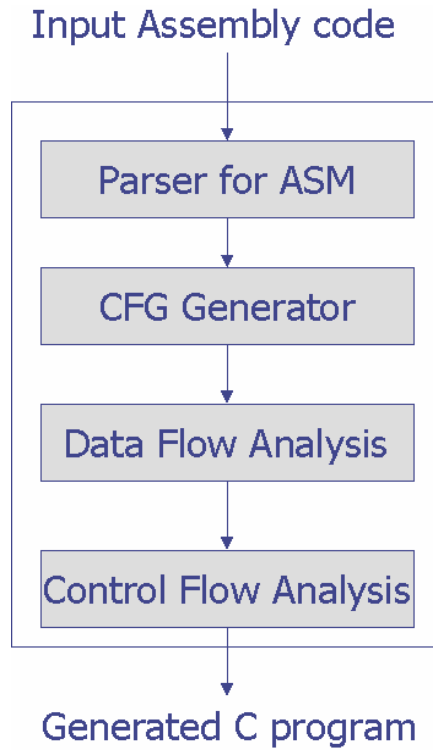 Input Assembly code
Parser for ASM
CFG Generator
Data Flow Analysis
Control Flow Analysis
Generated C program